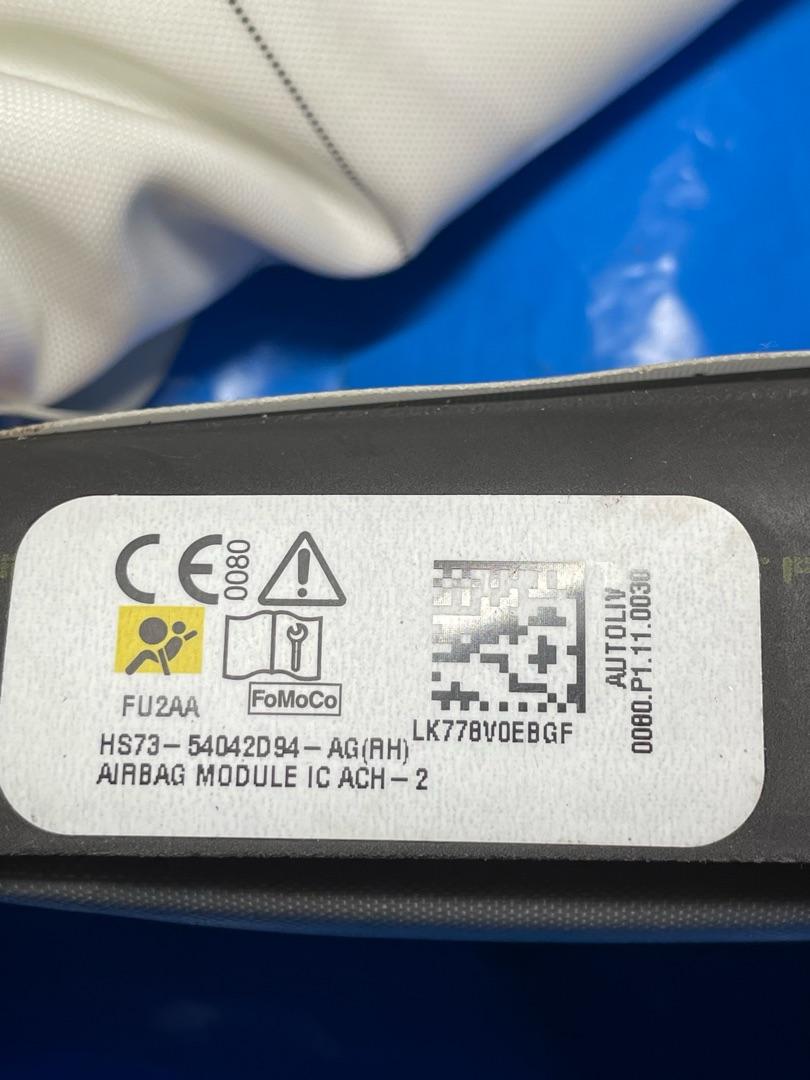 CE 0080
FU2AA
FoMoCo
HS73-54042D94-AG(RH)
AIRBAG MODULE IC ACH-2
LK778V0EBGF
AUTOLIV
0080.P1.11.0030